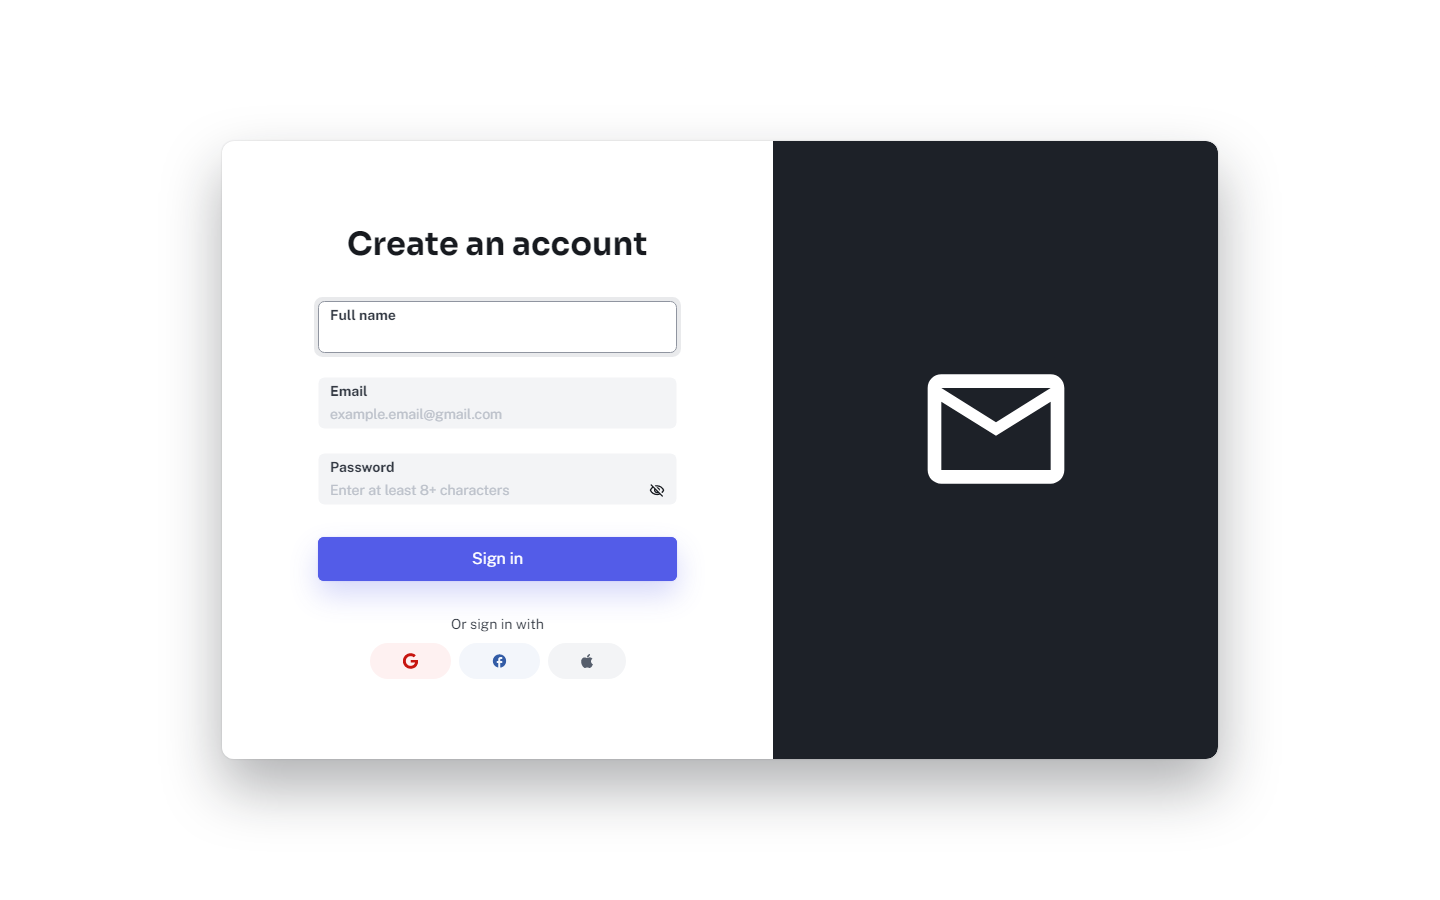 Create an account
Full name
Email
example.email@gmail.com
Password
Enter at least 8+ characters
Sign in
Or sign in with